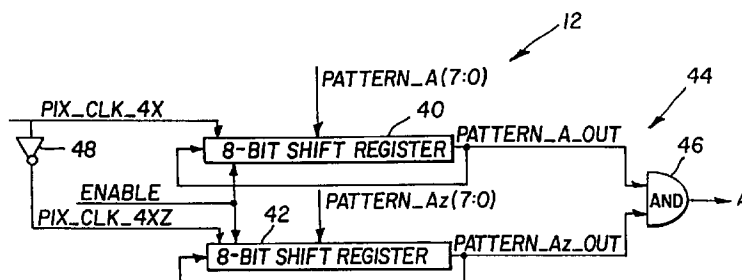 12
PATTERN_A(7:0)
44
PIX_CLK_4X
40
48
8-BIT SHIFT REGISTER
PATTERN_A_OUT
46
ENABLE
PATTERN_Az(7:0)
AND
A
PIX_CLK_4XZ
42
8-BIT SHIFT REGISTER
PATTERN_Az_OUT